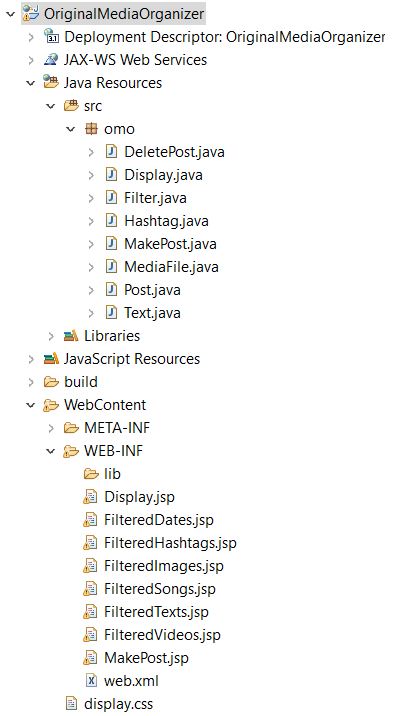 OriginalMediaOrganizer
3.1 Deployment Descriptor: OriginalMediaOrganizer
JAX-WS Web Services
Java Resources
src
omo
J DeletePost.java
J Display.java
J Filter.java
J Hashtag.java
J MakePost.java
J MediaFile.java
J Post.java
J Text.java
Libraries
JavaScript Resources
build
WebContent
META-INF
WEB-INF
lib
Display.jsp
FilteredDates.jsp
FilteredHashtags.jsp
FilteredImages.jsp
FilteredSongs.jsp
FilteredTexts.jsp
FilteredVideos.jsp
MakePost.jsp
X web.xml
display.css